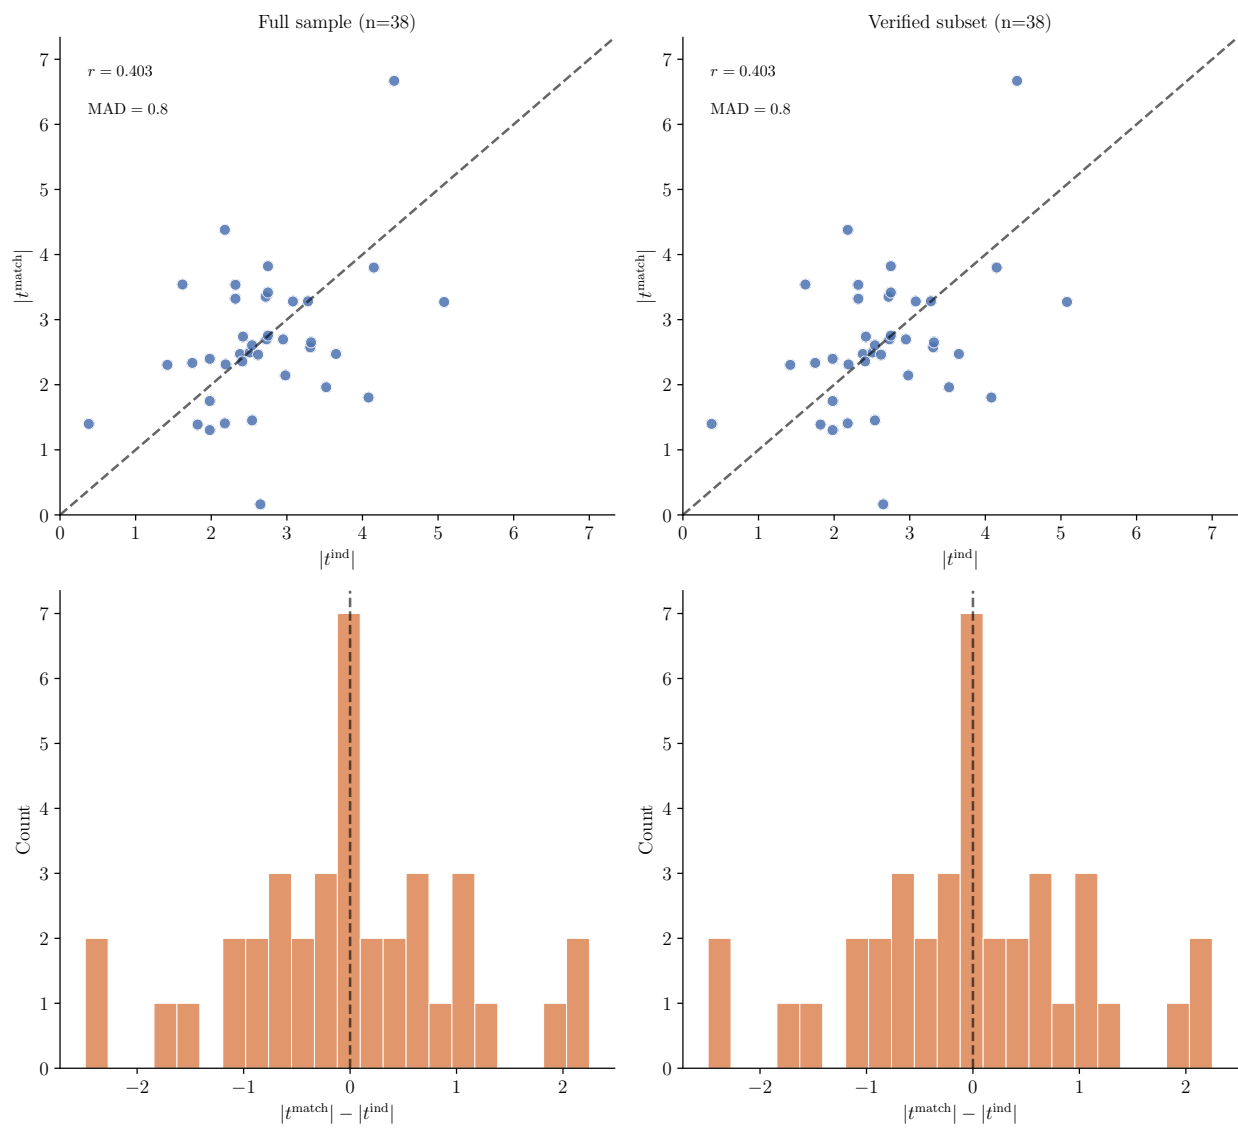 Full sample (n=38)
r = 0.403
MAD = 0.8
|t^match|
7
6
5
4
3
2
1
0
0 1 2 3 4 5 6 7
|t^ind|
Verified subset (n=38)
r = 0.403
MAD = 0.8
|t^match|
7
6
5
4
3
2
1
0
0 1 2 3 4 5 6 7
|t^ind|
Count
7
6
5
4
3
2
1
0
−2 −1 0 1 2
|t^match| − |t^ind|
Count
7
6
5
4
3
2
1
0
−2 −1 0 1 2
|t^match| − |t^ind|